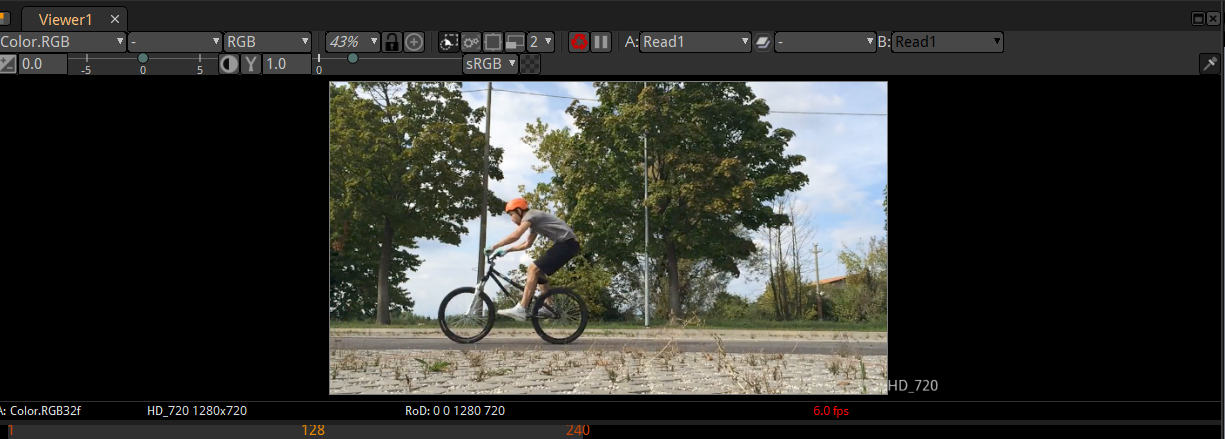 Viewer1
Color.RGB - RGB 43% 2 A: Read1 - B: Read1
0.0 -5 0 5 Y 1.0 0 sRGB
HD_720
A: Color.RGB32f HD_720 1280x720 RoD: 0 0 1280 720 6.0 fps
1 128 240